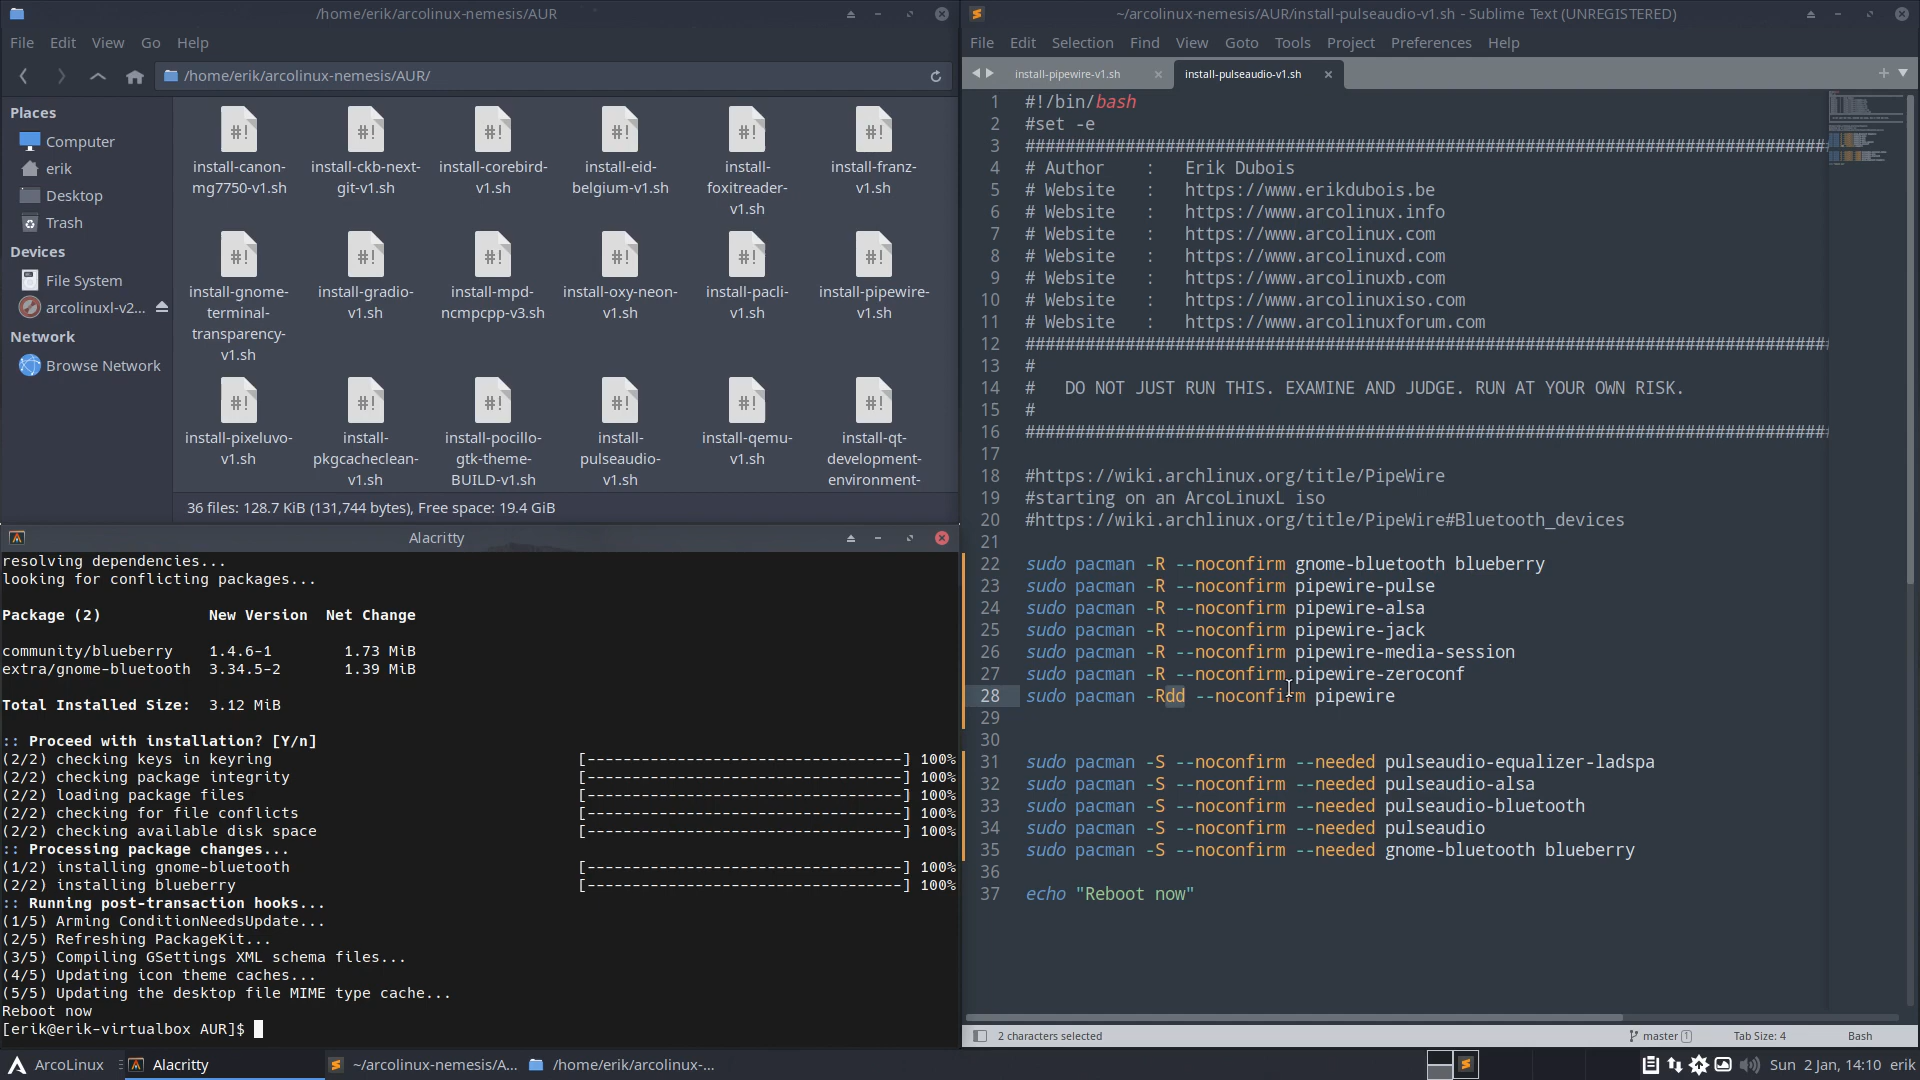 /home/erik/arcolinux-nemesis/AUR
File Edit View Go Help
/home/erik/arcolinux-nemesis/AUR/
Places
Computer
erik
Desktop
Trash
Devices
File System
arcolinuxl-v2...
Network
Browse Network
install-canon-mg7750-v1.sh
install-ckb-next-git-v1.sh
install-corebird-v1.sh
install-eid-belgium-v1.sh
install-foxitreader-v1.sh
install-franz-v1.sh
install-gnome-terminal-transparency-v1.sh
install-gradio-v1.sh
install-mpd-ncmpcpp-v3.sh
install-oxy-neon-v1.sh
install-pacli-v1.sh
install-pipewire-v1.sh
install-pixeluvo-v1.sh
install-pkgcacheclean-v1.sh
install-pocillo-gtk-theme-BUILD-v1.sh
install-pulseaudio-v1.sh
install-qemu-v1.sh
install-qt-development-environment-
36 files: 128.7 KiB (131,744 bytes), Free space: 19.4 GiB
Alacritty
resolving dependencies...
looking for conflicting packages...
Package (2) New Version Net Change
community/blueberry 1.4.6-1 1.73 MiB
extra/gnome-bluetooth 3.34.5-2 1.39 MiB
Total Installed Size: 3.12 MiB
:: Proceed with installation? [Y/n]
(2/2) checking keys in keyring [-----------------------------------] 100%
(2/2) checking package integrity [-----------------------------------] 100%
(2/2) loading package files [-----------------------------------] 100%
(2/2) checking for file conflicts [-----------------------------------] 100%
(2/2) checking available disk space [-----------------------------------] 100%
:: Processing package changes...
(1/2) installing gnome-bluetooth [-----------------------------------] 100%
(2/2) installing blueberry [-----------------------------------] 100%
:: Running post-transaction hooks...
(1/5) Arming ConditionNeedsUpdate...
(2/5) Refreshing PackageKit...
(3/5) Compiling GSettings XML schema files...
(4/5) Updating icon theme caches...
(5/5) Updating the desktop file MIME type cache...
Reboot now
[erik@erik-virtualbox AUR]$
~/arcolinux-nemesis/AUR/install-pulseaudio-v1.sh - Sublime Text (UNREGISTERED)
File Edit Selection Find View Goto Tools Project Preferences Help
install-pipewire-v1.sh install-pulseaudio-v1.sh
1 #!/bin/bash
2 #set -e
3 ################################################################################
4 # Author : Erik Dubois
5 # Website : https://www.erikdubois.be
6 # Website : https://www.arcolinux.info
7 # Website : https://www.arcolinux.com
8 # Website : https://www.arcolinuxd.com
9 # Website : https://www.arcolinuxb.com
10 # Website : https://www.arcolinuxiso.com
11 # Website : https://www.arcolinuxforum.com
12 ################################################################################
13 #
14 # DO NOT JUST RUN THIS. EXAMINE AND JUDGE. RUN AT YOUR OWN RISK.
15 #
16 ################################################################################
17
18 #https://wiki.archlinux.org/title/PipeWire
19 #starting on an ArcoLinuxL iso
20 #https://wiki.archlinux.org/title/PipeWire#Bluetooth_devices
21
22 sudo pacman -R --noconfirm gnome-bluetooth blueberry
23 sudo pacman -R --noconfirm pipewire-pulse
24 sudo pacman -R --noconfirm pipewire-alsa
25 sudo pacman -R --noconfirm pipewire-jack
26 sudo pacman -R --noconfirm pipewire-media-session
27 sudo pacman -R --noconfirm pipewire-zeroconf
28 sudo pacman -Rdd --noconfirm pipewire
29
30
31 sudo pacman -S --noconfirm --needed pulseaudio-equalizer-ladspa
32 sudo pacman -S --noconfirm --needed pulseaudio-alsa
33 sudo pacman -S --noconfirm --needed pulseaudio-bluetooth
34 sudo pacman -S --noconfirm --needed pulseaudio
35 sudo pacman -S --noconfirm --needed gnome-bluetooth blueberry
36
37 echo "Reboot now"
2 characters selected master 1 Tab Size: 4 Bash
ArcoLinux Alacritty ~/arcolinux-nemesis/A... /home/erik/arcolinux-... Sun 2 Jan, 14:10 erik